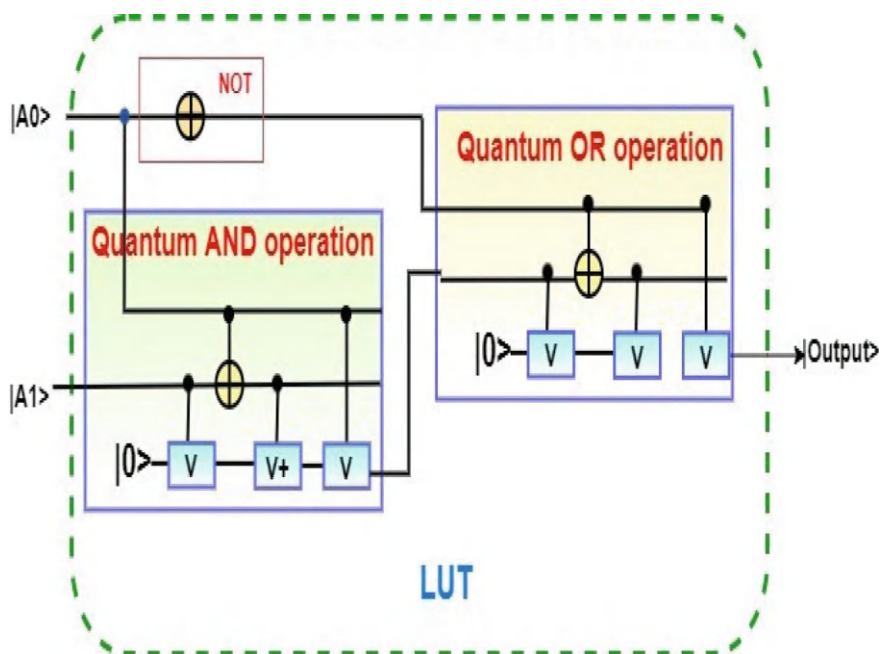 NOT
|A0>
Quantum OR operation
Quantum AND operation
|0>
V
V
V
|Output>
|A1>
|0>
V
V+
V
LUT